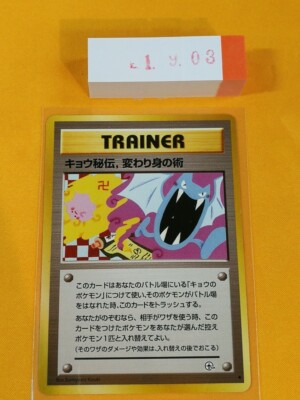 21.9.03
TRAINER
キョウ秘伝,変わり身の術
卍
このカードはあなたのバトル場にいる「キョウの
ポケモン」につけて使い、そのポケモンがバトル場
をはなれた時、このカードをトラッシュする。
あなたがのぞむなら、相手がワザを使う時、この
カードをつけたポケモンをあなたが選んだ控え
ポケモン1匹と入れ替えてよい。
(そのワザのダメージや効果は、入れ替えの後でおこる)